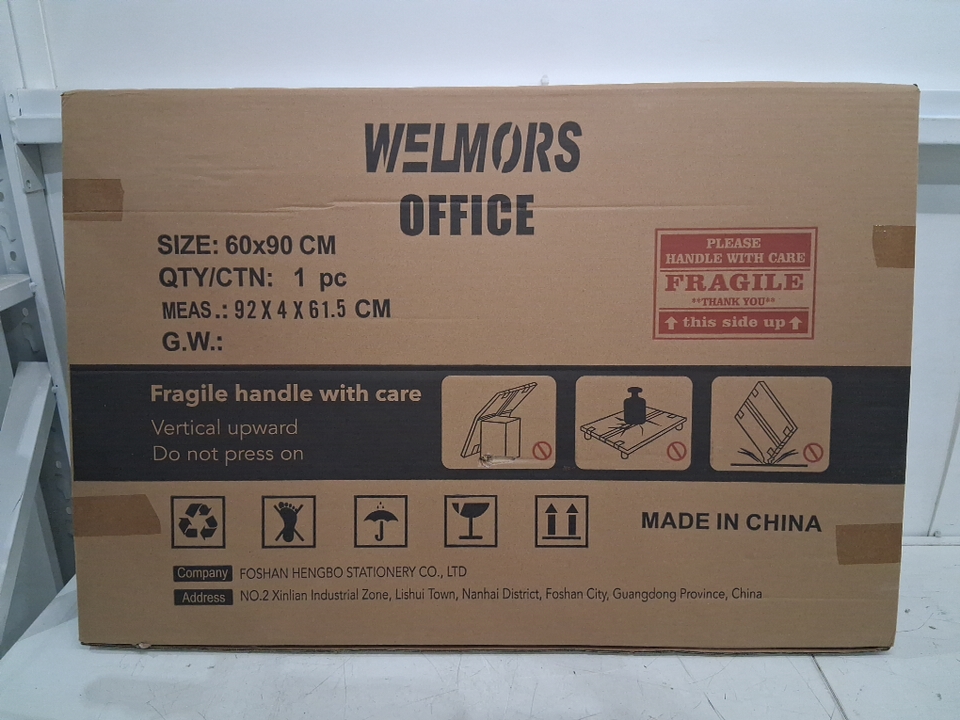 WELMORS
OFFICE
SIZE: 60x90 CM
QTY/CTN: 1 pc
MEAS.: 92 X 4 X 61.5 CM
G.W.:
PLEASE
HANDLE WITH CARE
FRAGILE
**THANK YOU**
this side up
Fragile handle with care
Vertical upward
Do not press on
MADE IN CHINA
Company FOSHAN HENGBO STATIONERY CO., LTD
Address NO.2 Xinlian Industrial Zone, Lishui Town, Nanhai District, Foshan City, Guangdong Province, China